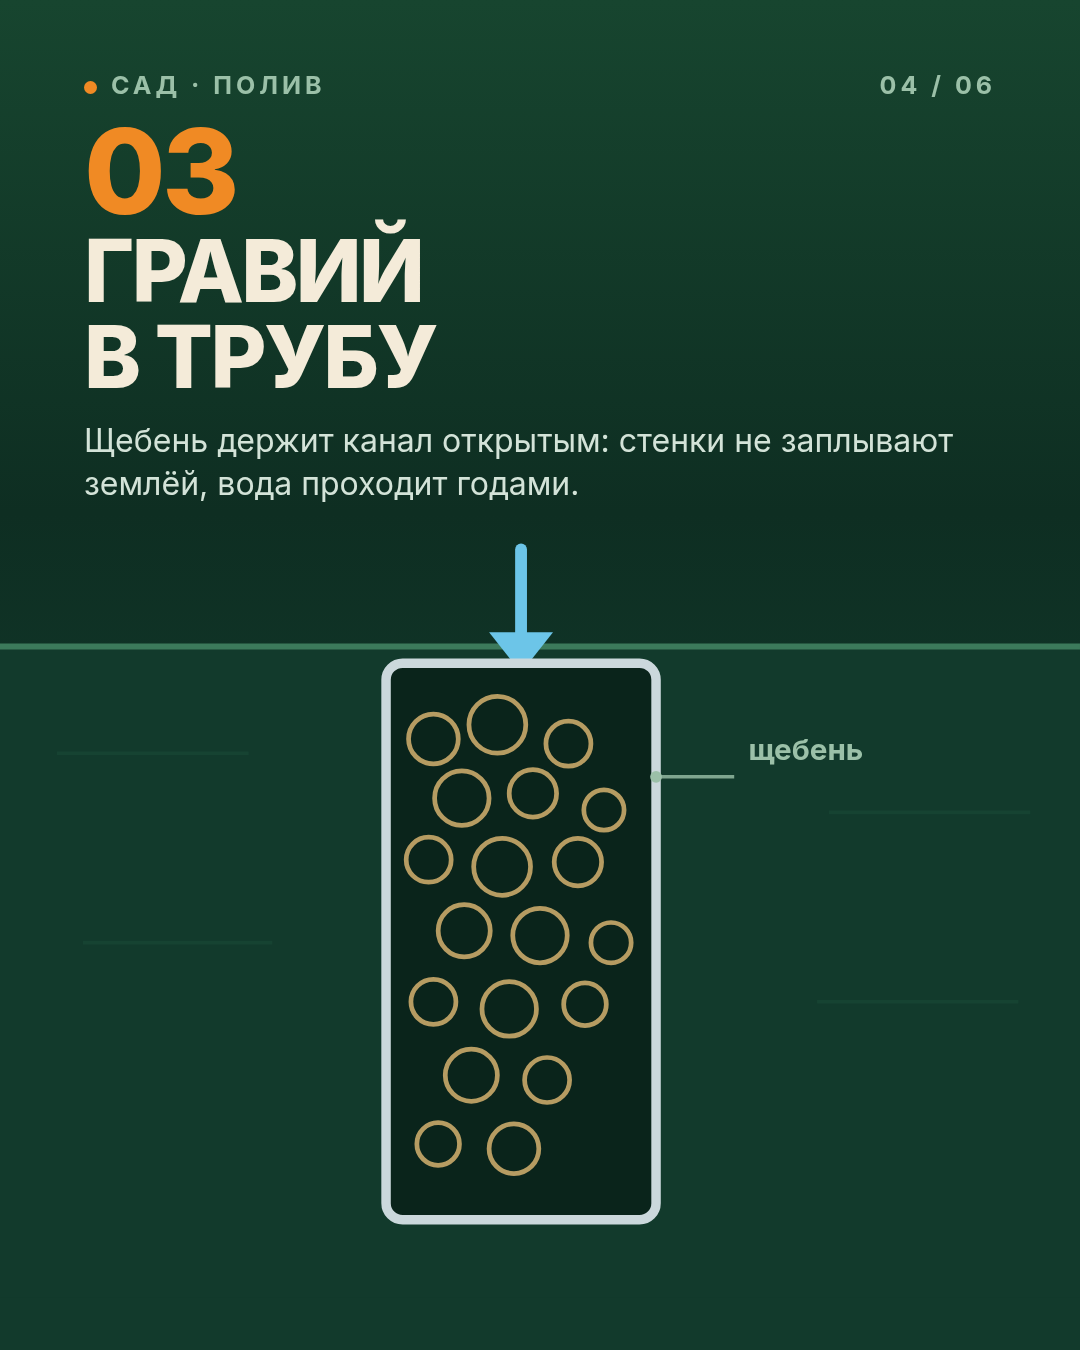 САД · ПОЛИВ
04 / 06
03
ГРАВИЙ
В ТРУБУ
Щебень держит канал открытым: стенки не заплывают
землёй, вода проходит годами.
щебень